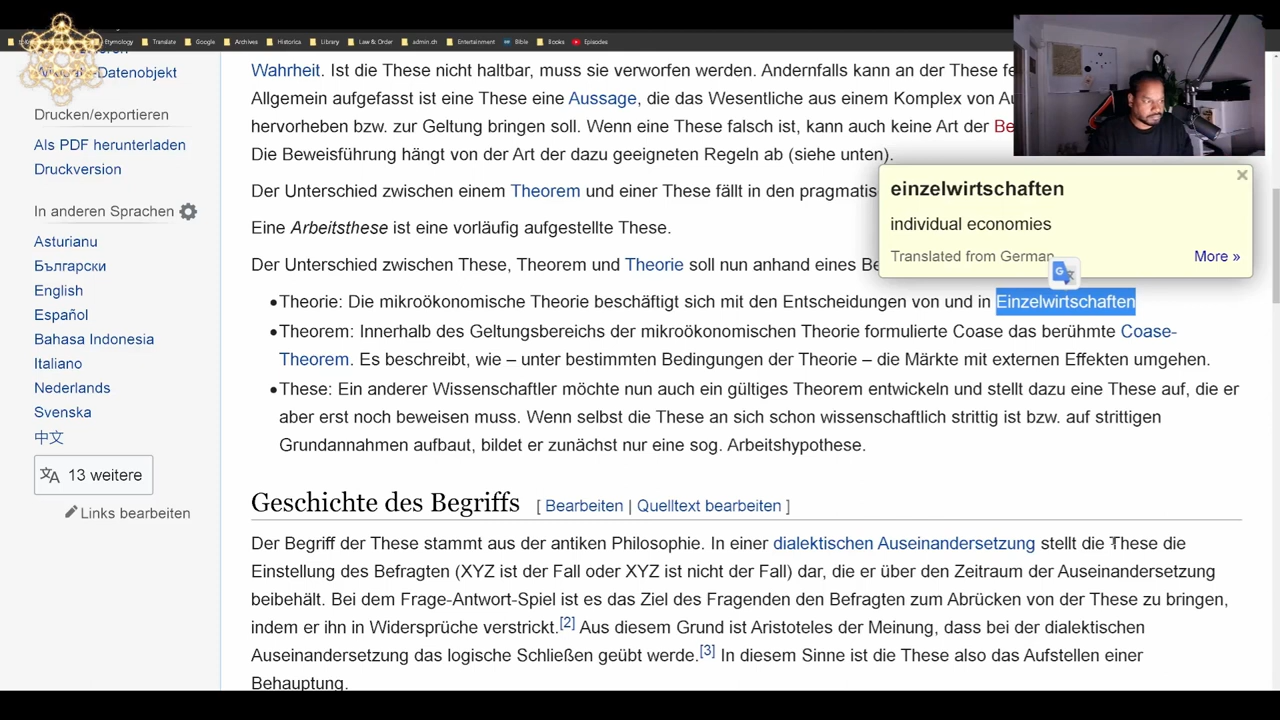 Etymology Translate Google Archives Historica Library Law & Order admin ch Entertainment Bible Books Episodes
Datenobjekt
Drucken/exportieren
Als PDF herunterladen
Druckversion
In anderen Sprachen
Asturianu
Български
English
Español
Bahasa Indonesia
Italiano
Nederlands
Svenska
中文
13 weitere
Links bearbeiten
Wahrheit. Ist die These nicht haltbar, muss sie verworfen werden. Andernfalls kann an der These fe
Allgemein aufgefasst ist eine These eine Aussage, die das Wesentliche aus einem Komplex von Au
hervorheben bzw. zur Geltung bringen soll. Wenn eine These falsch ist, kann auch keine Art der Be
Die Beweisführung hängt von der Art der dazu geeigneten Regeln ab (siehe unten).
Der Unterschied zwischen einem Theorem und einer These fällt in den pragmatis
Eine Arbeitsthese ist eine vorläufig aufgestellte These.
Der Unterschied zwischen These, Theorem und Theorie soll nun anhand eines Be
einzelwirtschaften
individual economies
Translated from German
More »
•Theorie: Die mikroökonomische Theorie beschäftigt sich mit den Entscheidungen von und in Einzelwirtschaften
•Theorem: Innerhalb des Geltungsbereichs der mikroökonomischen Theorie formulierte Coase das berühmte Coase-
Theorem. Es beschreibt, wie – unter bestimmten Bedingungen der Theorie – die Märkte mit externen Effekten umgehen.
•These: Ein anderer Wissenschaftler möchte nun auch ein gültiges Theorem entwickeln und stellt dazu eine These auf, die er
aber erst noch beweisen muss. Wenn selbst die These an sich schon wissenschaftlich strittig ist bzw. auf strittigen
Grundannahmen aufbaut, bildet er zunächst nur eine sog. Arbeitshypothese.
Geschichte des Begriffs [ Bearbeiten | Quelltext bearbeiten ]
Der Begriff der These stammt aus der antiken Philosophie. In einer dialektischen Auseinandersetzung stellt die These die
Einstellung des Befragten (XYZ ist der Fall oder XYZ ist nicht der Fall) dar, die er über den Zeitraum der Auseinandersetzung
beibehält. Bei dem Frage-Antwort-Spiel ist es das Ziel des Fragenden den Befragten zum Abrücken von der These zu bringen,
indem er ihn in Widersprüche verstrickt.[2] Aus diesem Grund ist Aristoteles der Meinung, dass bei der dialektischen
Auseinandersetzung das logische Schließen geübt werde.[3] In diesem Sinne ist die These also das Aufstellen einer
Behauptung.